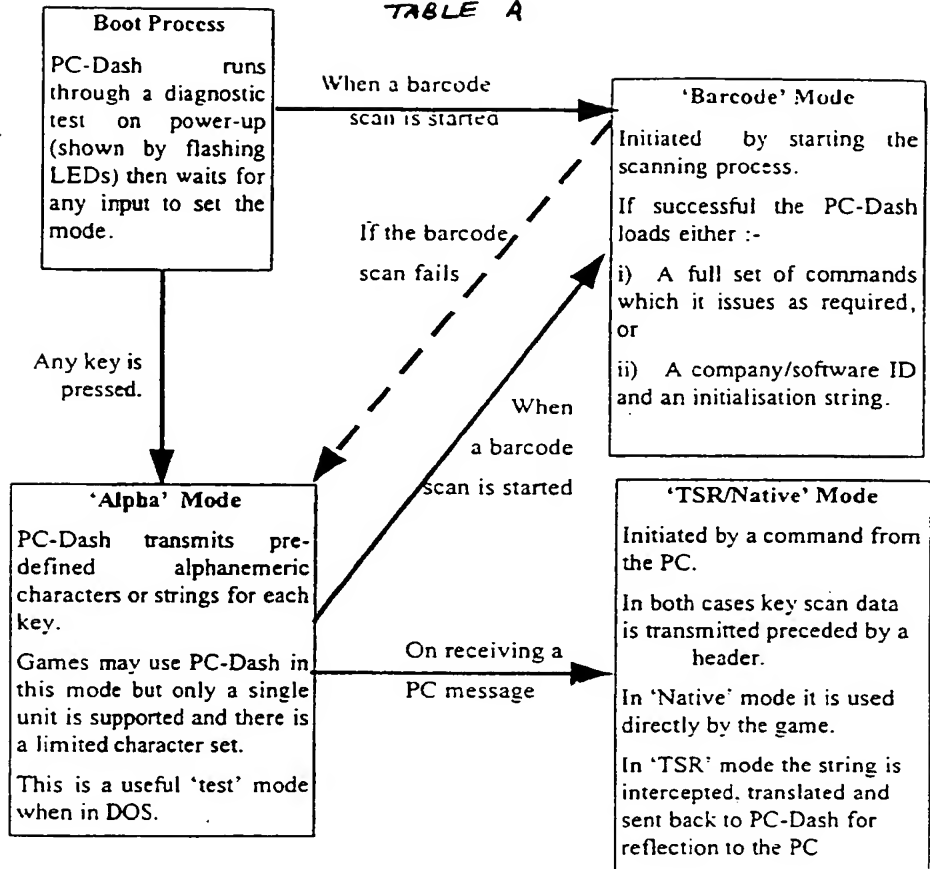 TABLE A
Boot Process
PC-Dash runs
through a diagnostic
test on power-up
(shown by flashing
LEDs) then waits for
any input to set the
mode.
When a barcode
scan is started
'Barcode' Mode
Initiated by starting the
scanning process.
If successful the PC-Dash
loads either :-
i) A full set of commands
which it issues as required,
or
ii) A company/software ID
and an initialisation string.
If the barcode
scan fails
Any key is
pressed.
When
a barcode
scan is started
'Alpha' Mode
PC-Dash transmits pre-
defined alphanemeric
characters or strings for each
key.
Games may use PC-Dash in
this mode but only a single
unit is supported and there is
a limited character set.
This is a useful 'test' mode
when in DOS.
On receiving a
PC message
'TSR/Native' Mode
Initiated by a command from
the PC.
In both cases key scan data
is transmitted preceded by a
header.
In 'Native' mode it is used
directly by the game.
In 'TSR' mode the string is
intercepted, translated and
sent back to PC-Dash for
reflection to the PC